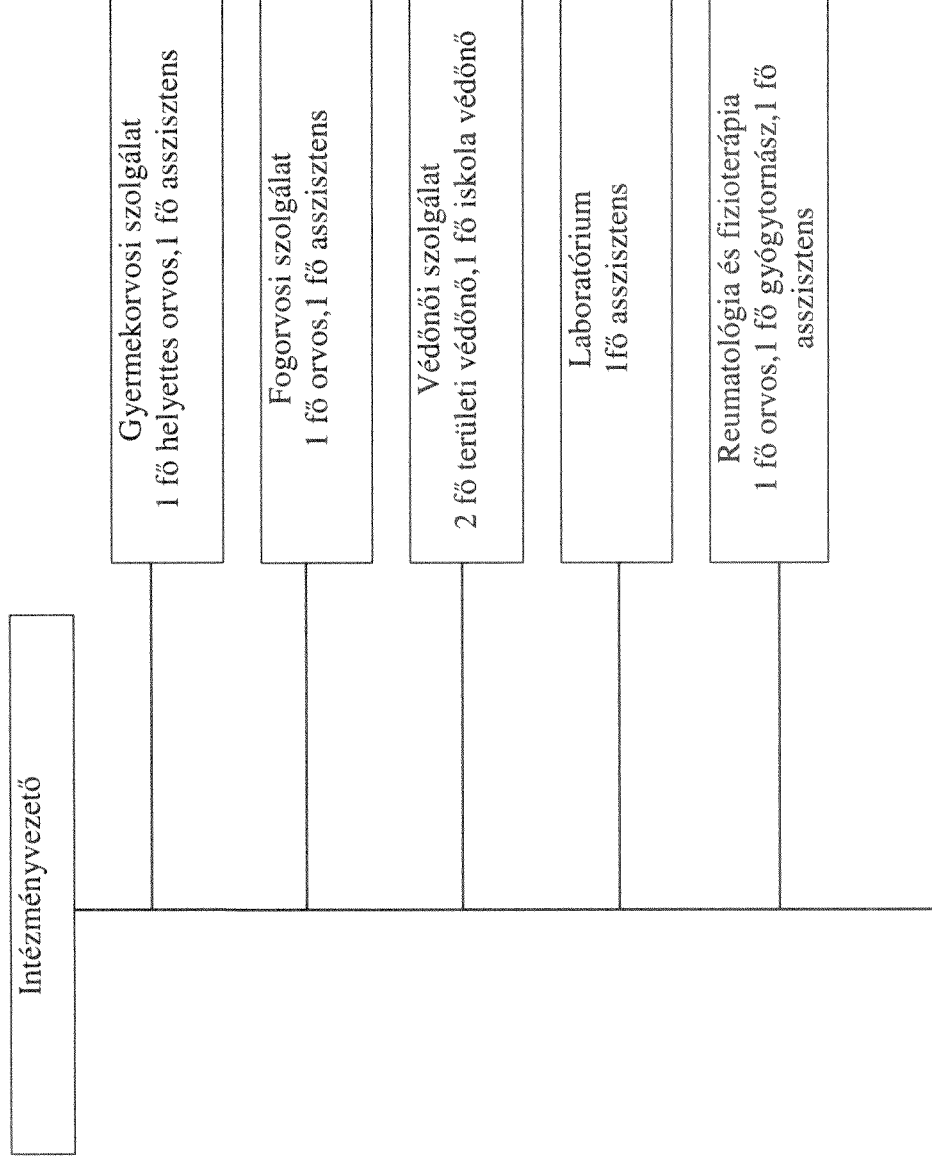 Intézményvezető
Gyermekorvosi szolgálat
1 fő helyettes orvos,1 fő asszisztens
Fogorvosi szolgálat
1 fő orvos,1 fő asszisztens
Védőnői szolgálat
2 fő területi védőnő,1 fő iskola védőnő
Laboratórium
1fő asszisztens
Reumatológia és fizioterápia
1 fő orvos,1 fő gyógytornász,1 fő
asszisztens